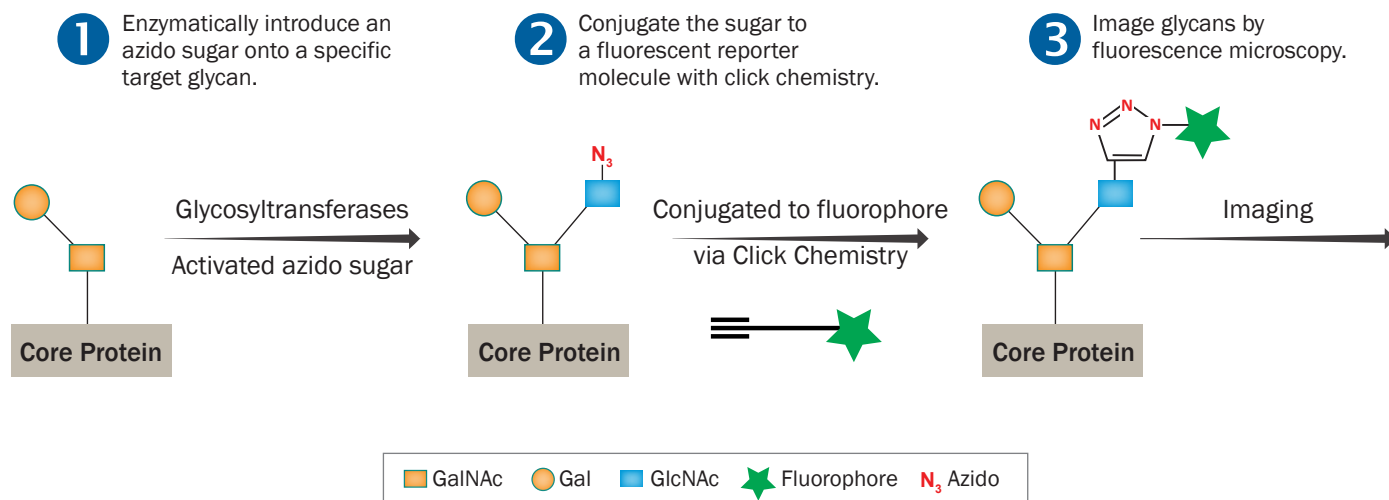 1
Enzymatically introduce an
azido sugar onto a specific
target glycan.
2
Conjugate the sugar to
a fluorescent reporter
molecule with click chemistry.
3
Image glycans by
fluorescence microscopy.
Glycosyltransferases
Activated azido sugar
Core Protein
N₃
Conjugated to fluorophore
via Click Chemistry
Core Protein
N
N
N
Imaging
Core Protein
GalNAc
Gal
GlcNAc
Fluorophore
N₃ Azido